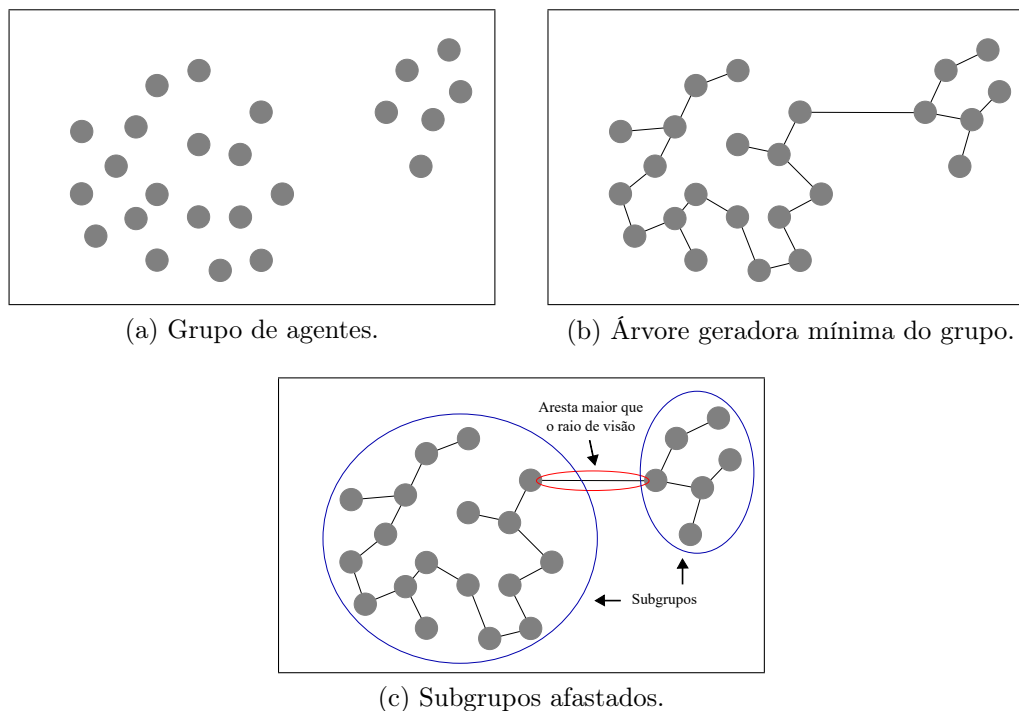 (a) Grupo de agentes.
(b) Árvore geradora mínima do grupo.
Aresta maior que
o raio de visão
Subgrupos
(c) Subgrupos afastados.